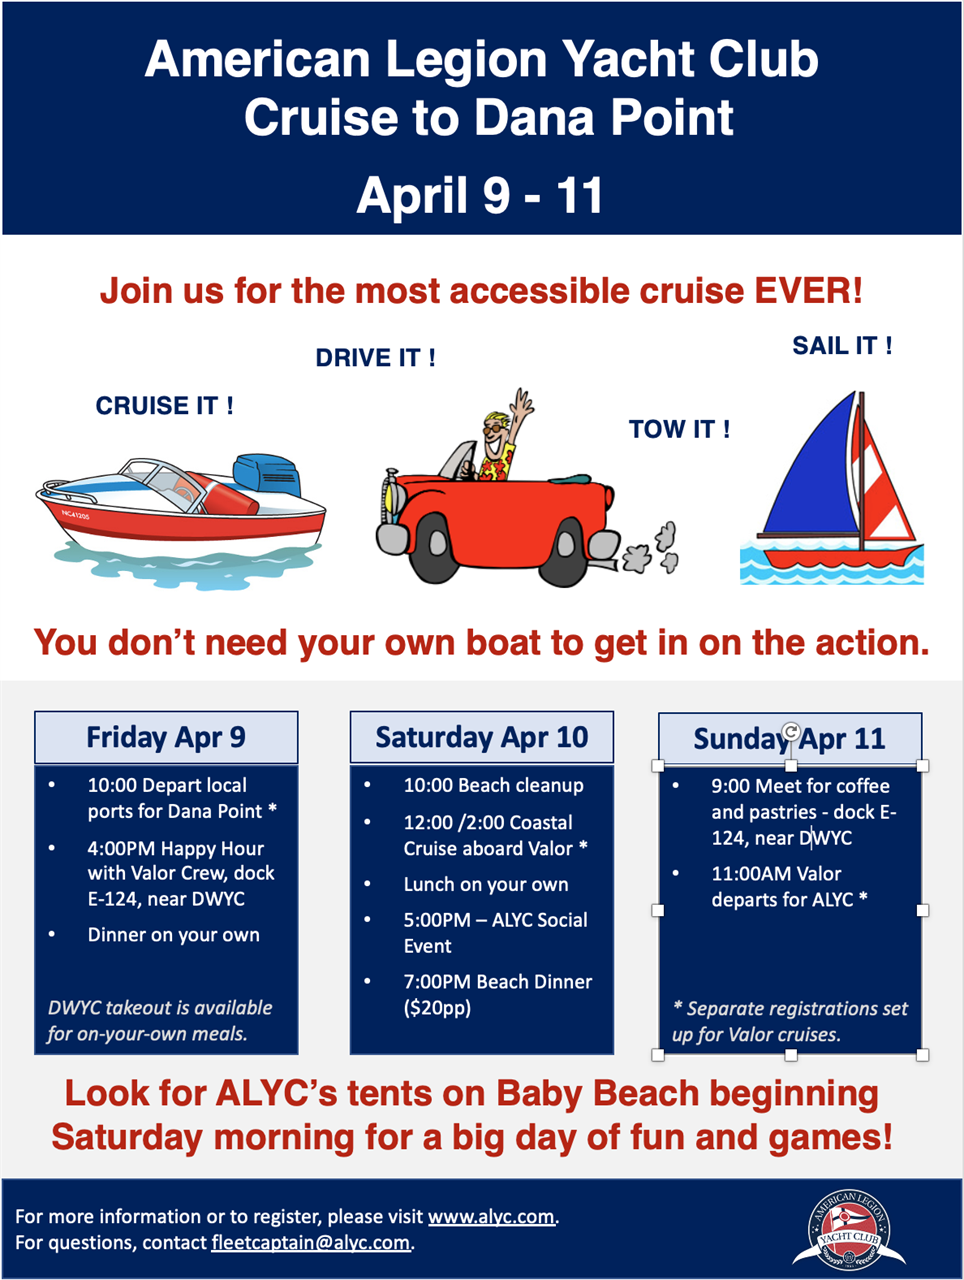 American Legion Yacht Club
Cruise to Dana Point
April 9 - 11
Join us for the most accessible cruise EVER!
SAIL IT !
DRIVE IT !
CRUISE IT !
TOW IT !
NC41205
You don’t need your own boat to get in on the action.
Friday Apr 9
• 10:00 Depart local
ports for Dana Point *
• 4:00PM Happy Hour
with Valor Crew, dock
E-124, near DWYC
• Dinner on your own
DWYC takeout is available
for on-your-own meals.
Saturday Apr 10
• 10:00 Beach cleanup
• 12:00 /2:00 Coastal
Cruise aboard Valor *
• Lunch on your own
• 5:00PM – ALYC Social
Event
• 7:00PM Beach Dinner
($20pp)
Sunday Apr 11
• 9:00 Meet for coffee
and pastries - dock E-
124, near DWYC
• 11:00AM Valor
departs for ALYC *
* Separate registrations set
up for Valor cruises.
Look for ALYC’s tents on Baby Beach beginning
Saturday morning for a big day of fun and games!
For more information or to register, please visit www.alyc.com.
For questions, contact fleetcaptain@alyc.com.
AMERICAN LEGION
YACHT CLUB